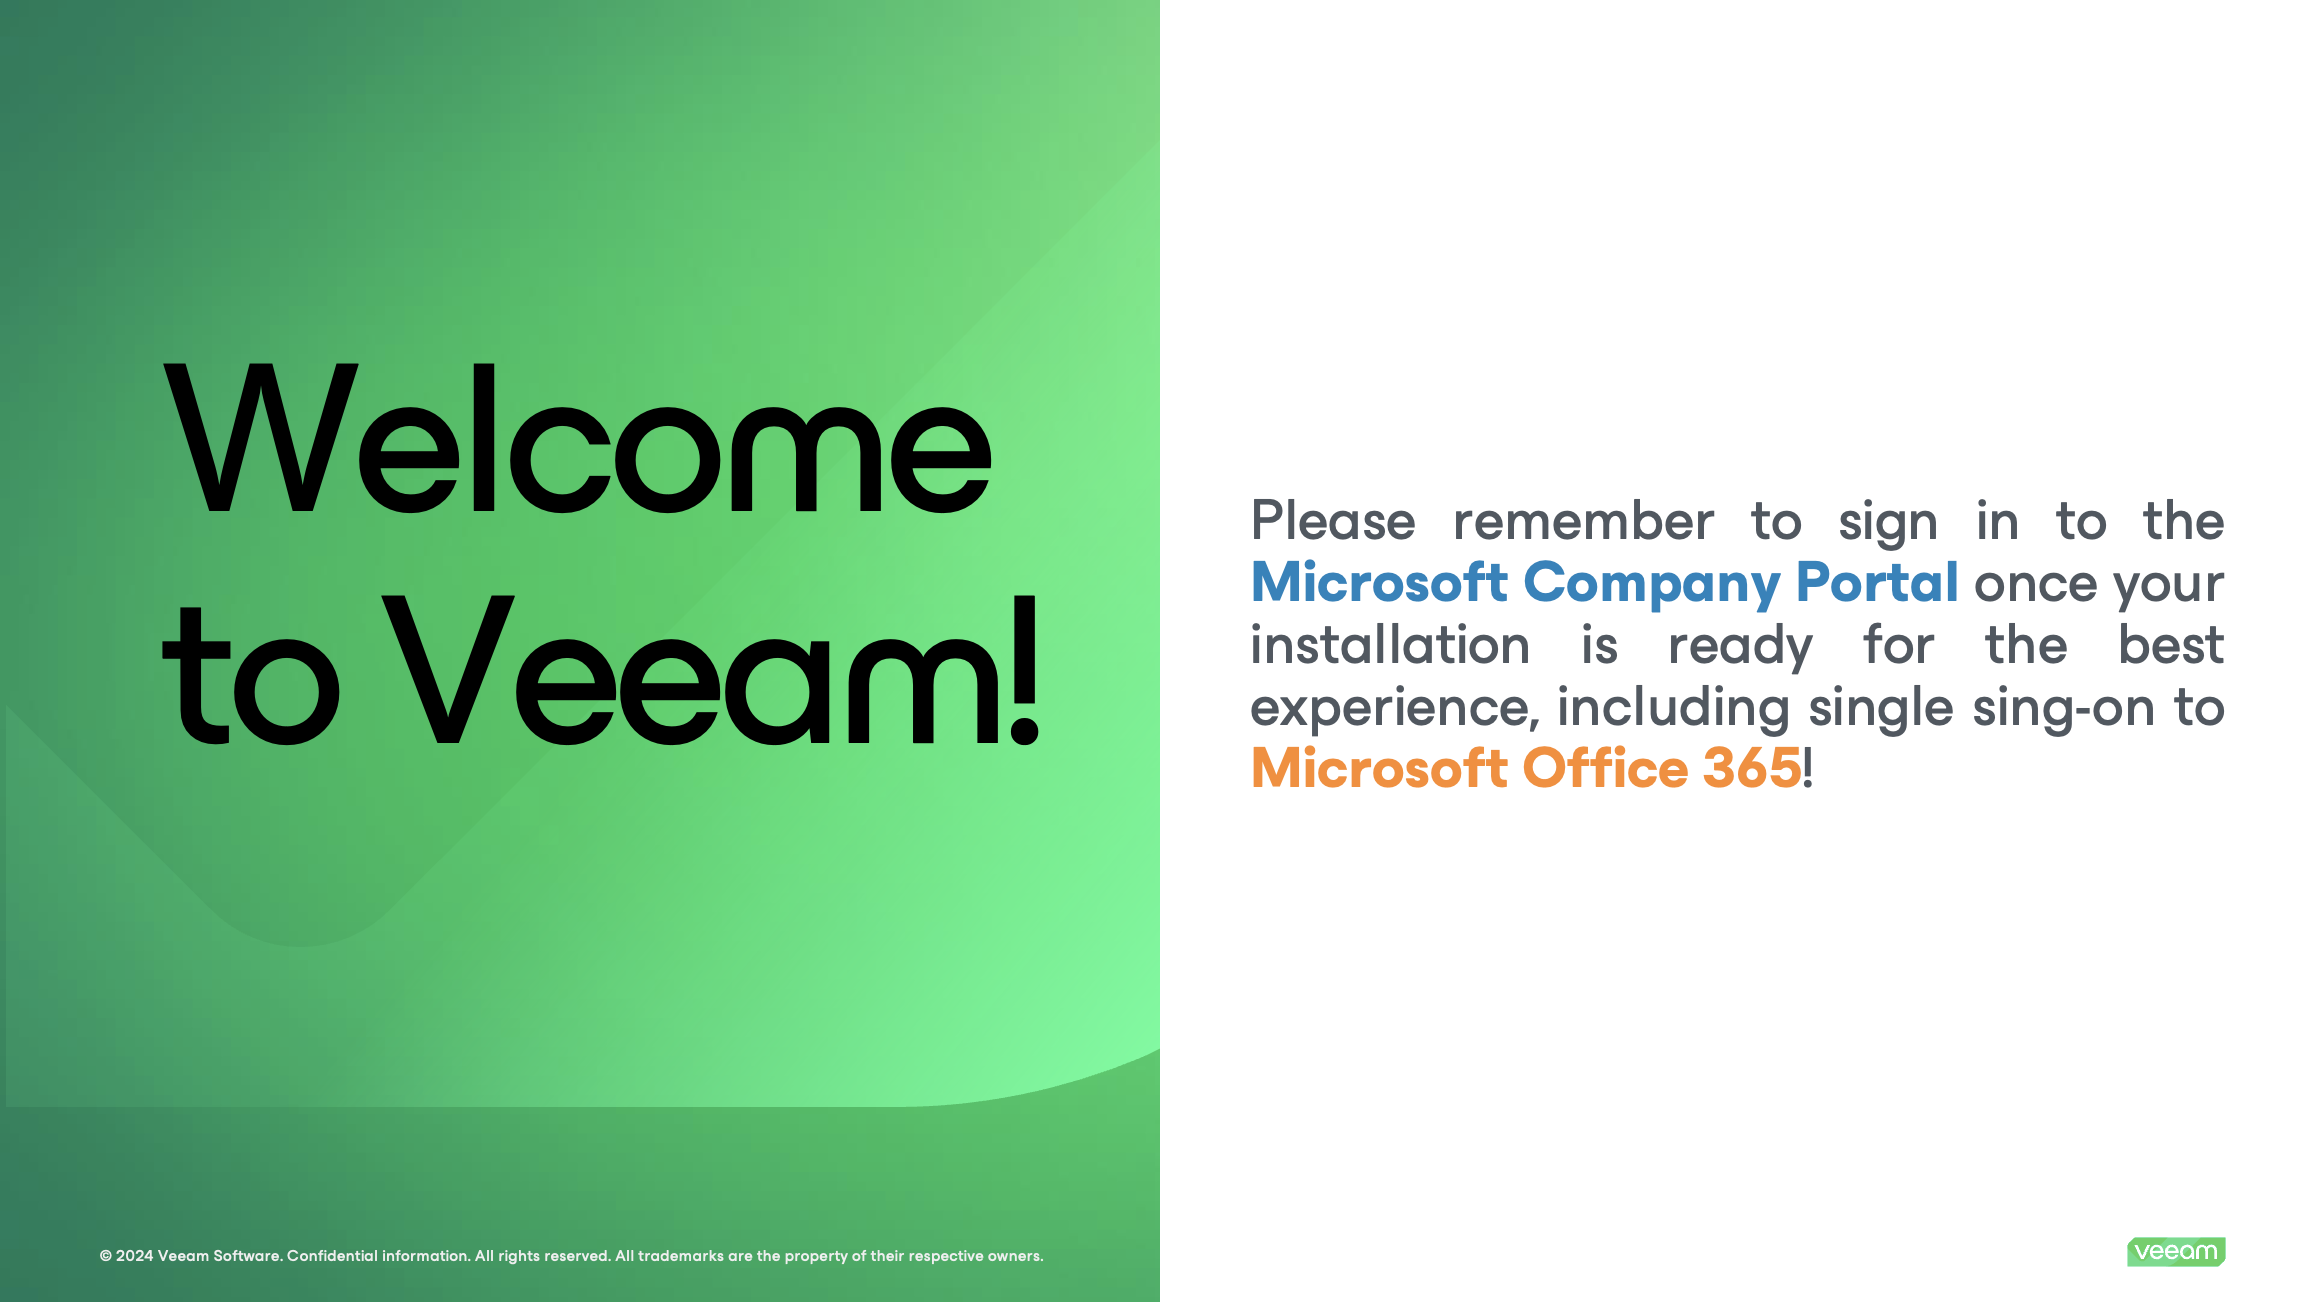 Welcome
to Veeam!
Please remember to sign in to the
Microsoft Company Portal once your
installation is ready for the best
experience, including single sing-on to
Microsoft Office 365!
© 2024 Veeam Software. Confidential information. All rights reserved. All trademarks are the property of their respective owners.
veeam